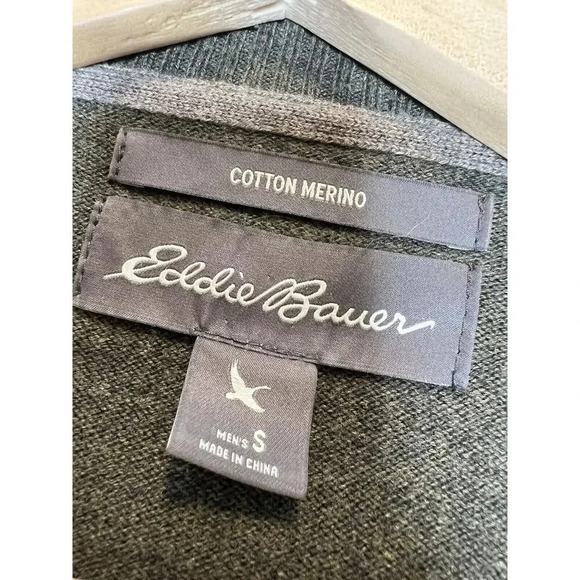 COTTON MERINO
Eddie Bauer
MEN'S S
MADE IN CHINA